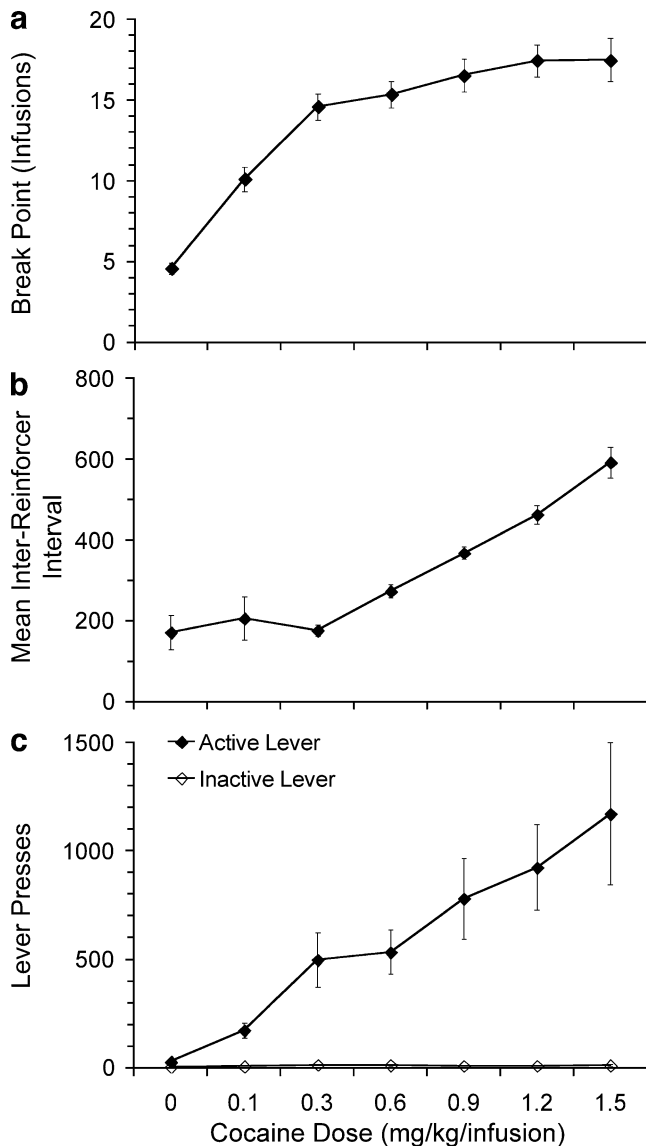 a
20
15
10
5
0
Break Point (Infusions)
b
800
600
400
200
0
Mean Inter-Reinforcer
Interval
c
Active Lever
Inactive Lever
1500
1000
500
0
Lever Presses
0 0.1 0.3 0.6 0.9 1.2 1.5
Cocaine Dose (mg/kg/infusion)